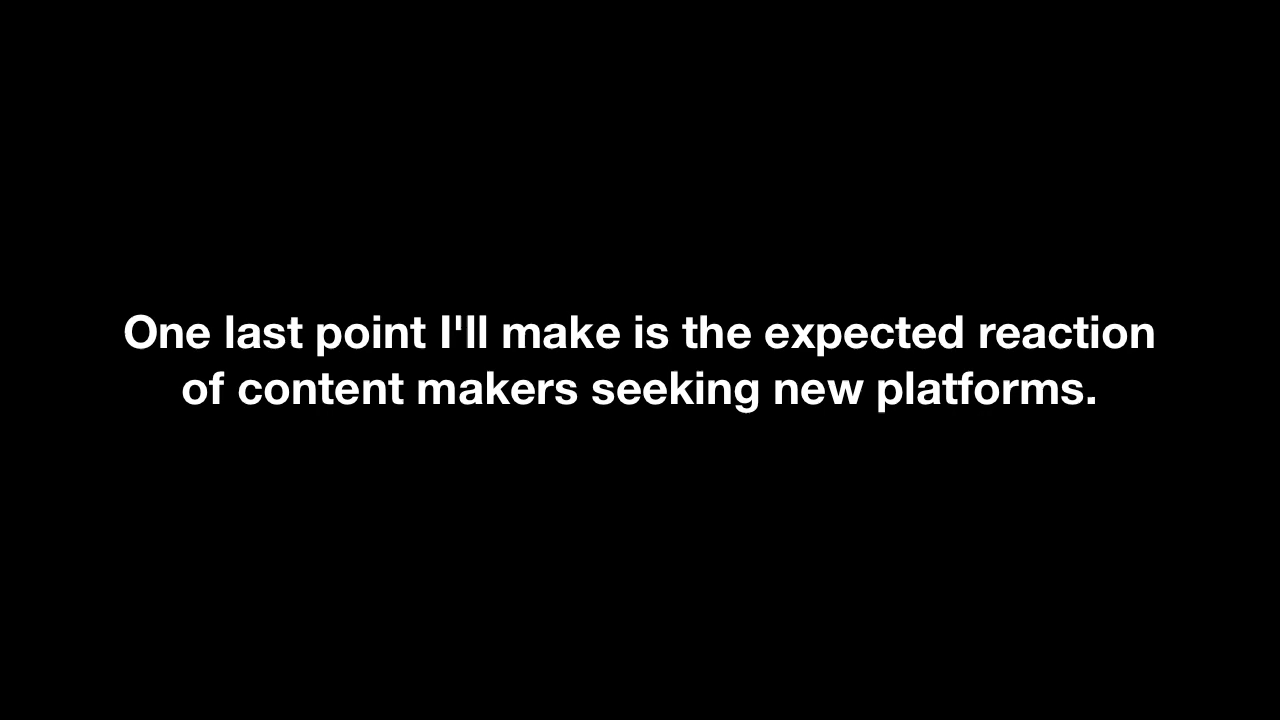 One last point I'll make is the expected reaction
of content makers seeking new platforms.